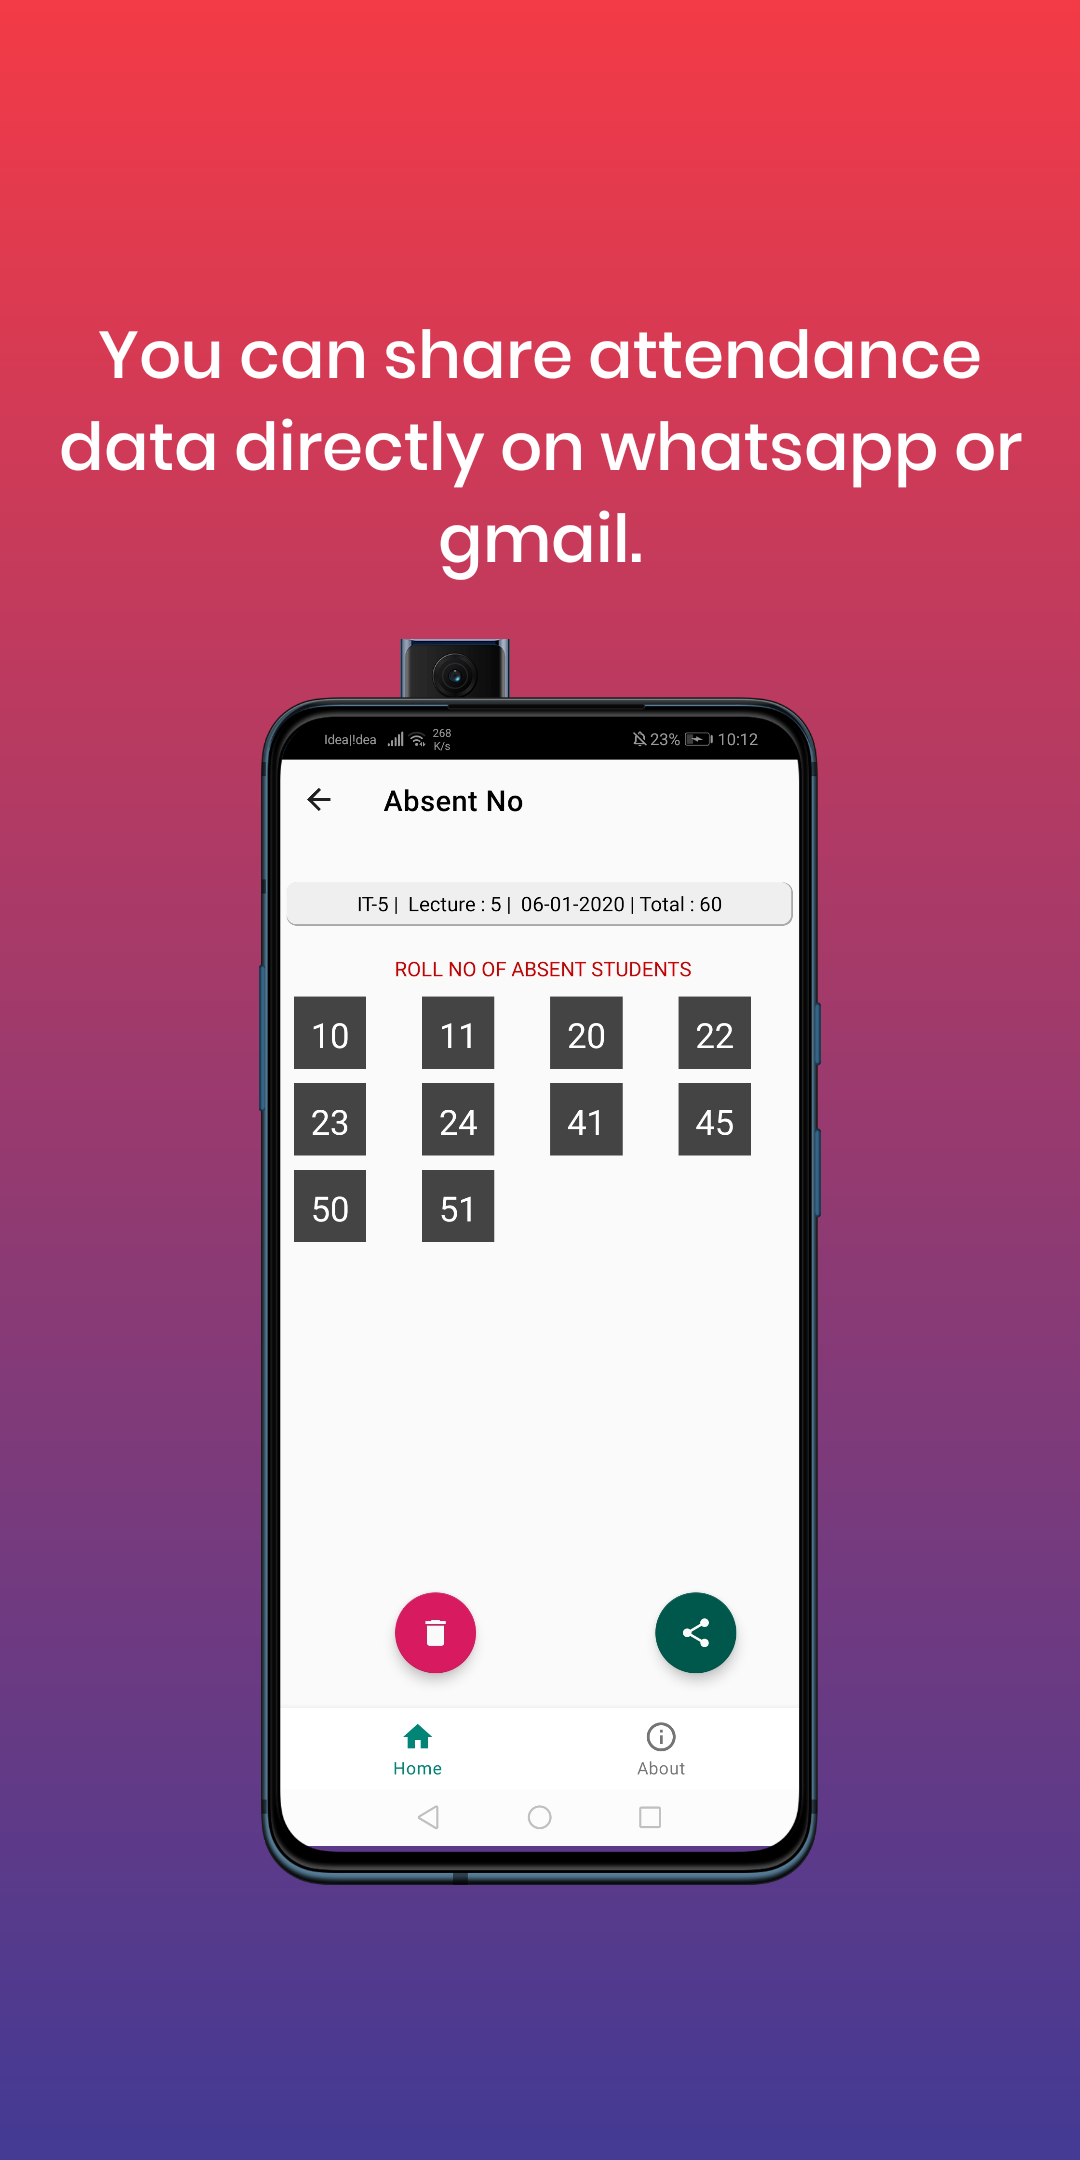 You can share attendance
data directly on whatsapp or
gmail.
Idea|!dea 268 K/s 23% 10:12
Absent No
IT-5 | Lecture : 5 | 06-01-2020 | Total : 60
ROLL NO OF ABSENT STUDENTS
10 11 20 22
23 24 41 45
50 51
Home About